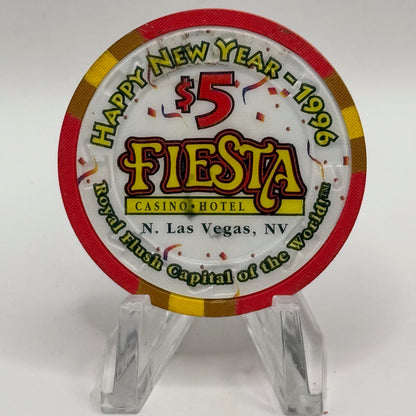 HAPPY NEW YEAR - 1996
$5
FIESTA
CASINO • HOTEL
N. Las Vegas, NV
Royal Flush Capital of the World!™